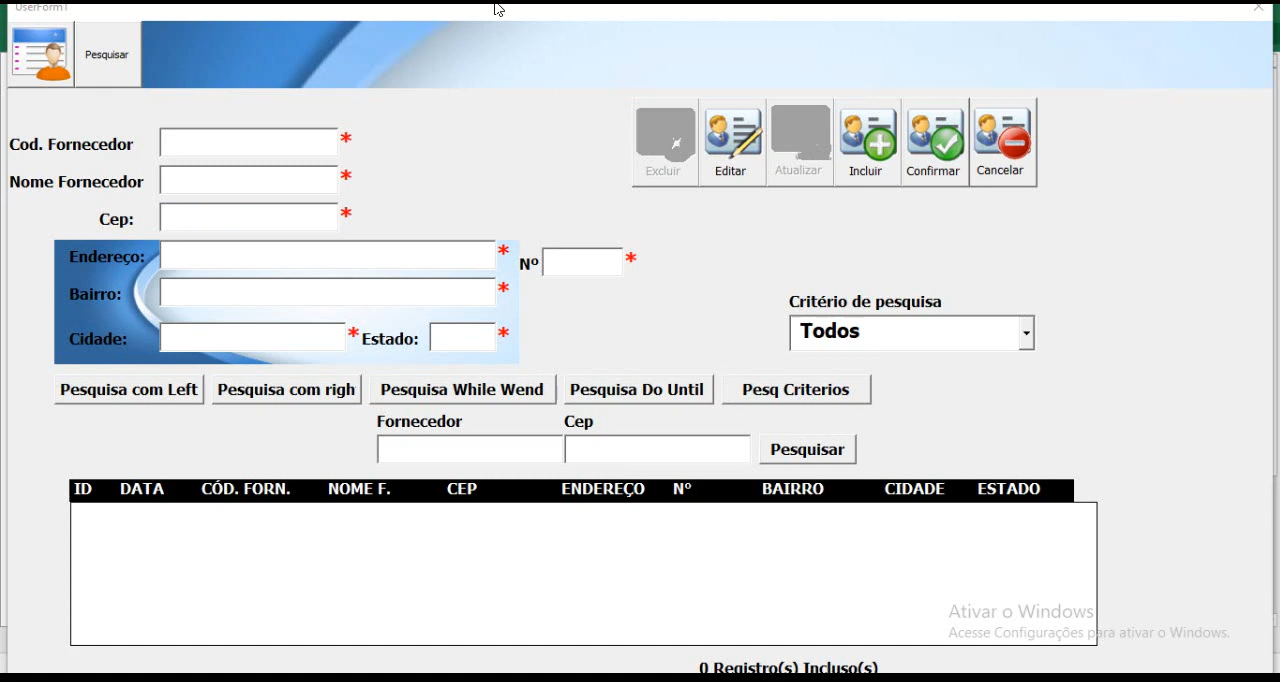 UserForm1
Pesquisar
Excluir Editar Atualizar Incluir Confirmar Cancelar
Cod. Fornecedor *
Nome Fornecedor *
Cep: *
Endereço: * Nº *
Bairro: *
Cidade: * Estado: *
Critério de pesquisa
Todos
Pesquisa com Left Pesquisa com righ Pesquisa While Wend Pesquisa Do Until Pesq Criterios
Fornecedor Cep
Pesquisar
ID DATA CÓD. FORN. NOME F. CEP ENDEREÇO Nº BAIRRO CIDADE ESTADO
Ativar o Windows
Acesse Configurações para ativar o Windows.
0 Registro(s) Incluso(s)